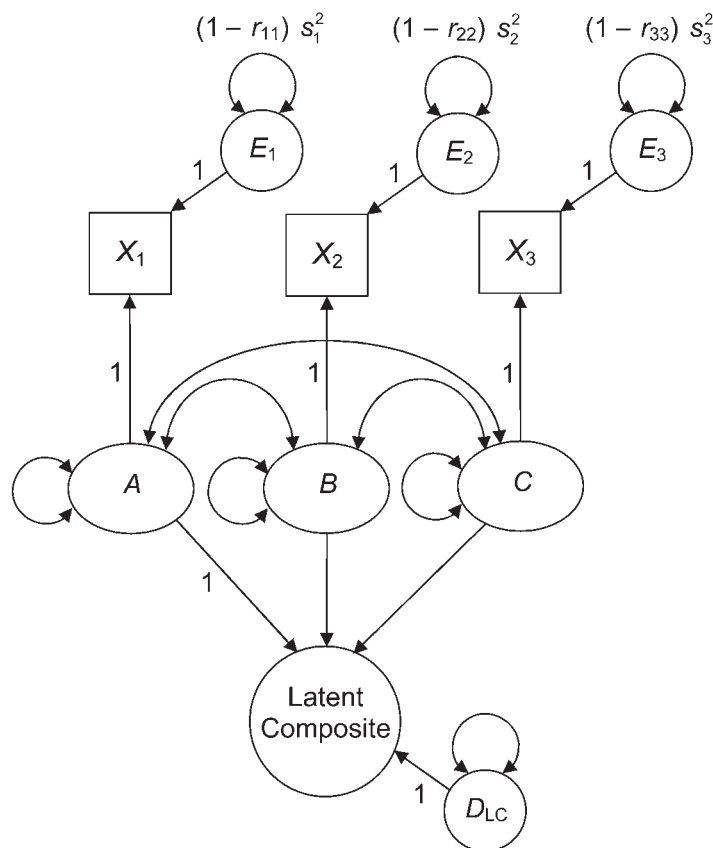 (1 – r₁₁) s₁²
(1 – r₂₂) s₂²
(1 – r₃₃) s₃²
E₁
E₂
E₃
1
1
1
X₁
X₂
X₃
1
1
1
A
B
C
1
Latent
Composite
1
D_LC